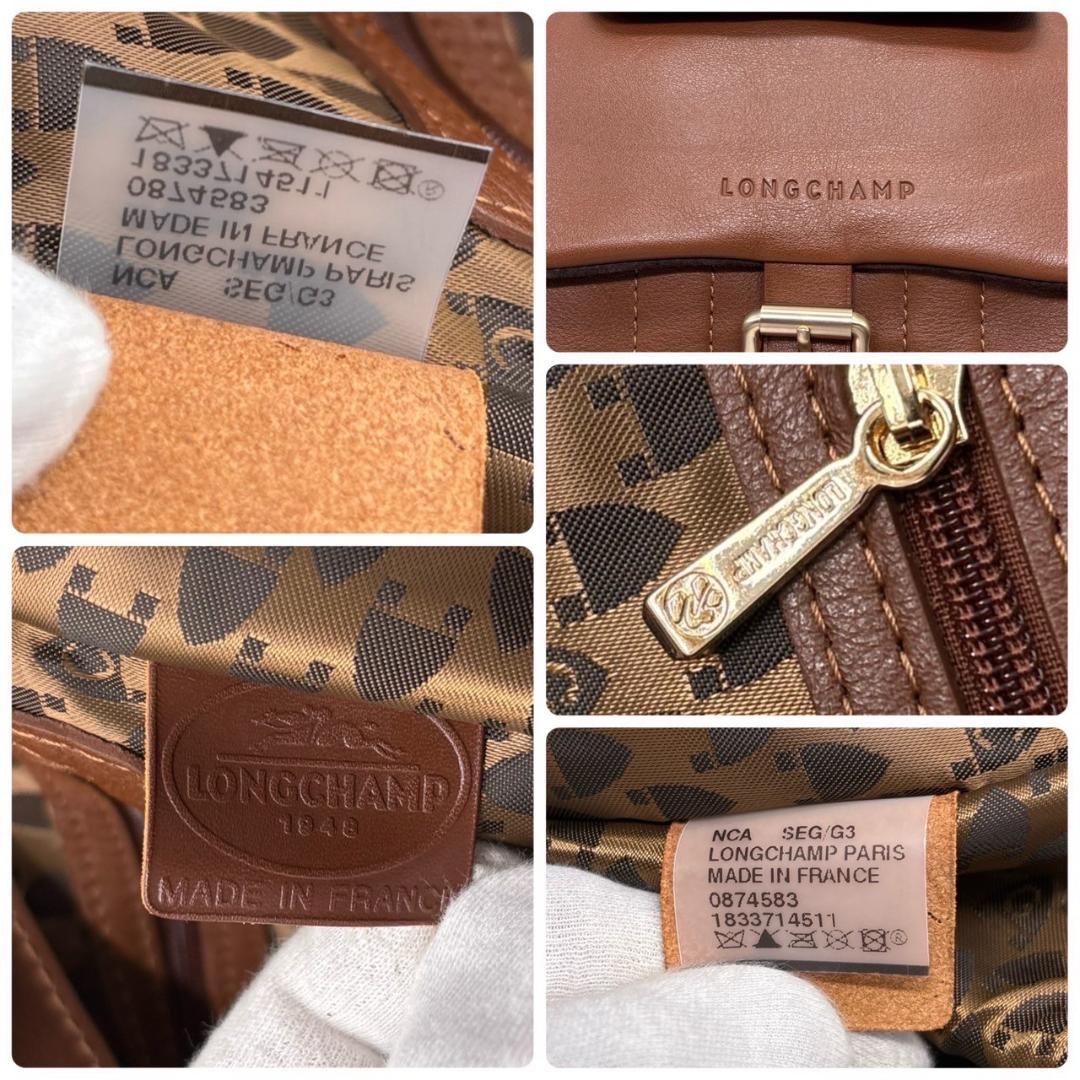 NCA SEG/G3
LONGCHAMP PARIS
MADE IN FRANCE
0874583
1833714511
®
LONGCHAMP
LONGCHAMP
LONGCHAMP
1948
MADE IN FRANC
NCA SEG/G3
LONGCHAMP PARIS
MADE IN FRANCE
0874583
1833714511
®